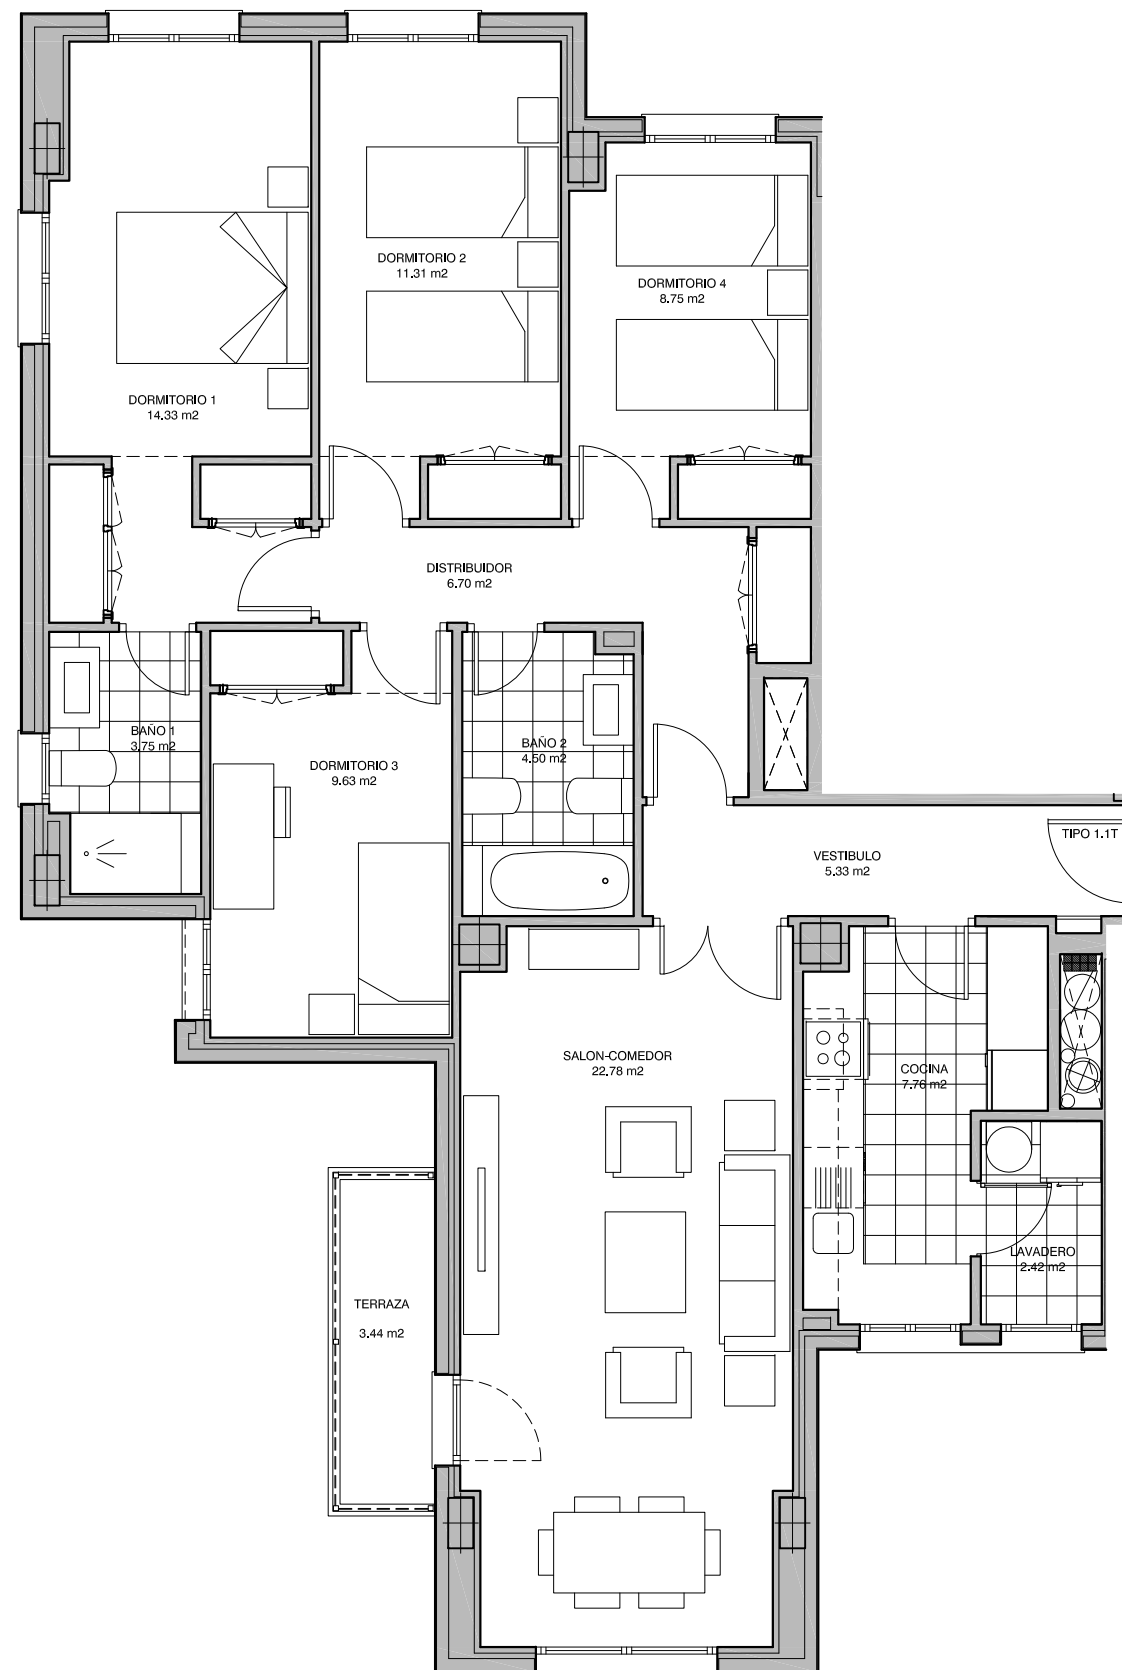 DORMITORIO 2
11.31 m2
DORMITORIO 4
8.75 m2
DORMITORIO 1
14.33 m2
DISTRIBUIDOR
6.70 m2
BAÑO 1
3.75 m2
BAÑO 2
4.50 m2
DORMITORIO 3
9.63 m2
TIPO 1.1T
VESTIBULO
5.33 m2
SALON-COMEDOR
22.78 m2
COCINA
7.76 m2
LAVADERO
2.42 m2
TERRAZA
3.44 m2